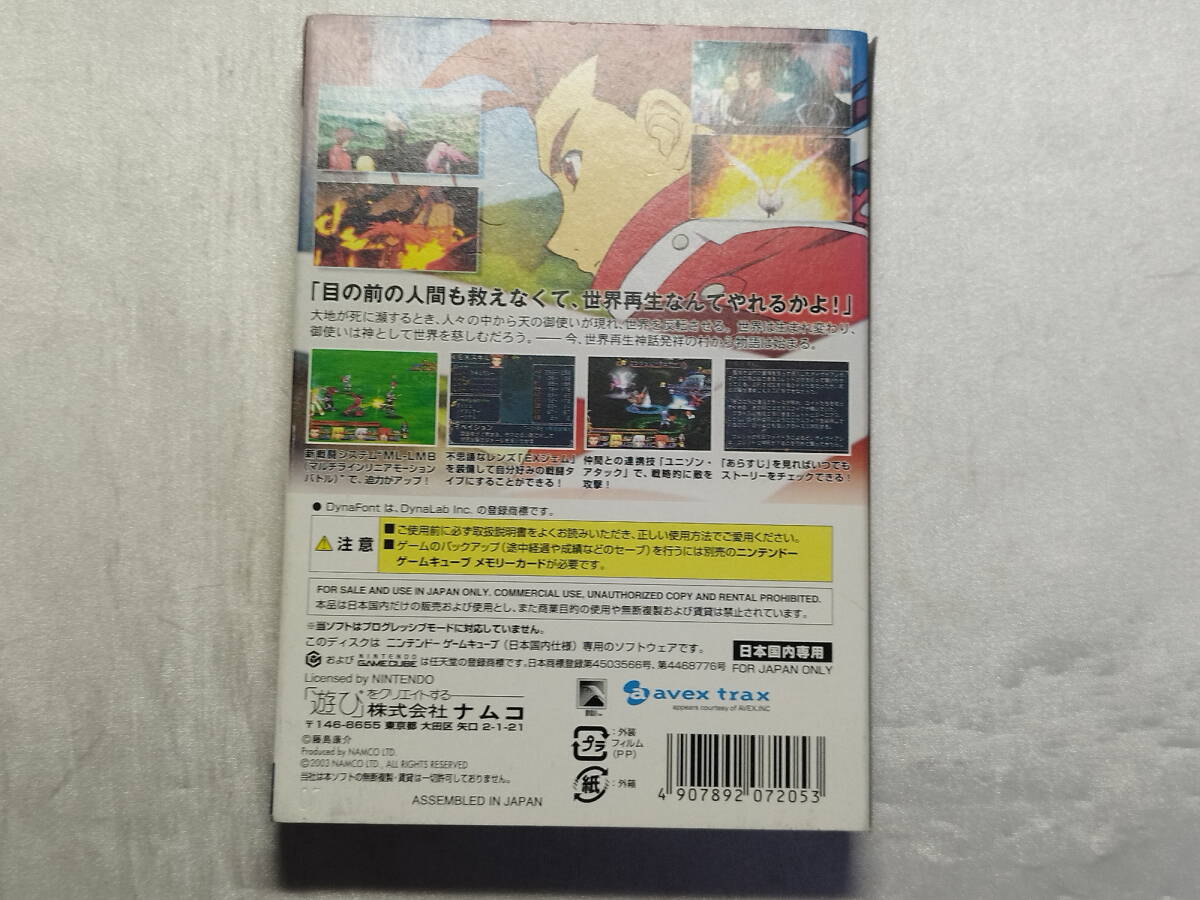 「目の前の人間も救えなくて、世界再生なんてやれるかよ！」
大地が死に瀕するとき、人々の中から天の御使いが現れ、世界を反転させる。世界は生まれ変わり、
御使いは神として世界を慈しむだろう。── 今、世界再生神話発祥の村から物語は始まる。
新戦闘システム"ML-LMB
(マルチラインリニアモーション
バトル)"で、迫力がアップ！
不思議なレンズ「EXジェム」
を装備して自分好みの戦闘タ
イプにすることができる！
仲間との連携技「ユニゾン・
アタック」で、戦略的に敵を
攻撃！
「あらすじ」を見ればいつでも
ストーリーをチェックできる！
● DynaFont は、DynaLab Inc. の登録商標です。
注意
■ご使用前に必ず取扱説明書をよくお読みいただき、正しい使用方法でご愛用ください。
■ゲームのバックアップ(途中経過や成績などのセーブ)を行うには別売のニンテンドー
ゲームキューブ メモリーカードが必要です。
FOR SALE AND USE IN JAPAN ONLY. COMMERCIAL USE, UNAUTHORIZED COPY AND RENTAL PROHIBITED.
本品は日本国内だけの販売および使用とし、また商業目的の使用や無断複製および賃貸は禁止されています。
※当ソフトはプログレッシブモードに対応していません。
このディスクは ニンテンドー ゲームキューブ (日本国内仕様) 専用のソフトウェアです。
および NINTENDO GAMECUBE は任天堂の登録商標です。日本商標登録第4503566号、第4468776号
日本国内専用
FOR JAPAN ONLY
Licensed by NINTENDO
「遊び」をクリエイトする
株式会社 ナムコ
〒146-8655 東京都 大田区 矢口 2-1-21
avex trax
appears courtesy of AVEX.INC
©藤島康介
Produced by NAMCO LTD.
©2003 NAMCO LTD., ALL RIGHTS RESERVED
当社は本ソフトの無断複製・賃貸は一切許可しておりません。
プラ
：外装
フィルム
(PP)
紙
：外箱
ASSEMBLED IN JAPAN
4 907892 072053